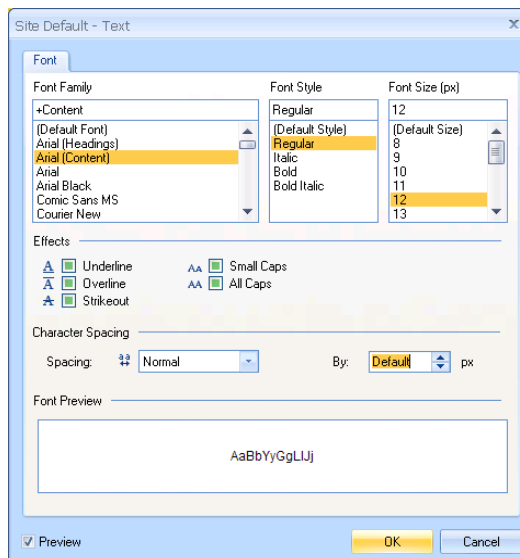 Site Default - Text
x
Font
Font Family Font Style Font Size (px)
+Content Regular 12
(Default Font) (Default Style) (Default Size)
Arial (Headings) Regular 8
Arial (Content) Italic 9
Arial Bold 10
Arial Black Bold Italic 11
Comic Sans MS 12
Courier New 13
Effects
A Underline AA Small Caps
A Overline AA All Caps
A Strikeout
Character Spacing
Spacing: aa Normal By: Default px
Font Preview
AaBbYyGgLlJj
Preview OK Cancel